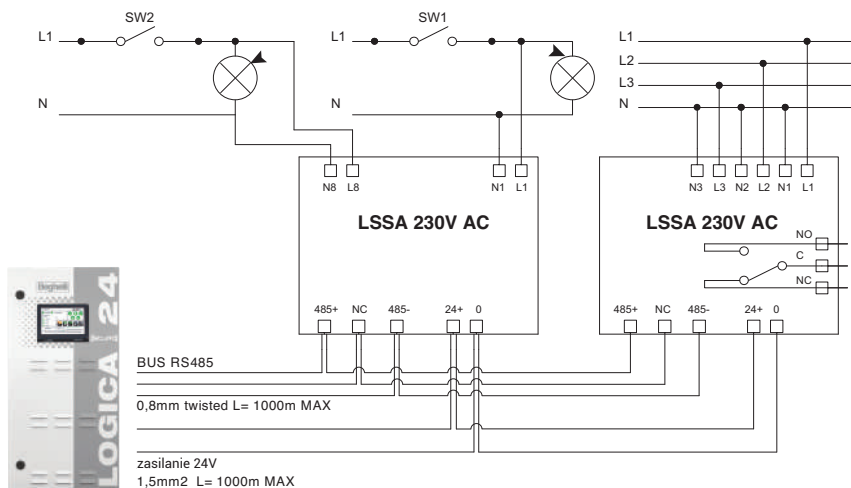 SW2
SW1
L1
L1
L1
L2
L3
N
N
N
N8 L8
N1 L1
N3 L3 N2 L2 N1 L1
LSSA 230V AC
LSSA 230V AC
NO
C
NC
485+ NC 485- 24+ 0
485+ NC 485- 24+ 0
Beghelli
LOGICA 24
BUS RS485
0,8mm twisted L= 1000m MAX
zasilanie 24V
1,5mm2 L= 1000m MAX